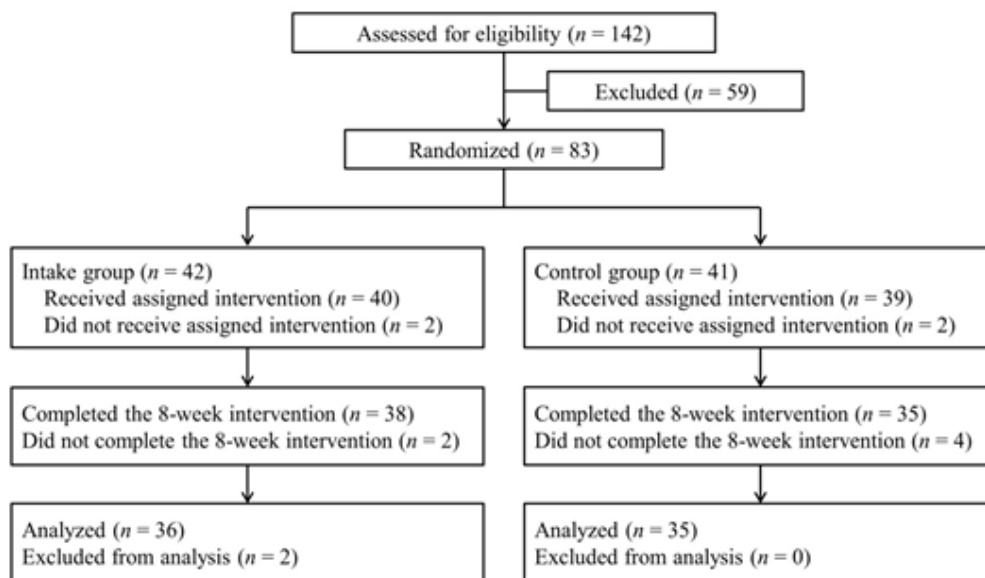 Assessed for eligibility (n = 142)
Excluded (n = 59)
Randomized (n = 83)
Intake group (n = 42)
Received assigned intervention (n = 40)
Did not receive assigned intervention (n = 2)
Control group (n = 41)
Received assigned intervention (n = 39)
Did not receive assigned intervention (n = 2)
Completed the 8-week intervention (n = 38)
Did not complete the 8-week intervention (n = 2)
Completed the 8-week intervention (n = 35)
Did not complete the 8-week intervention (n = 4)
Analyzed (n = 36)
Excluded from analysis (n = 2)
Analyzed (n = 35)
Excluded from analysis (n = 0)